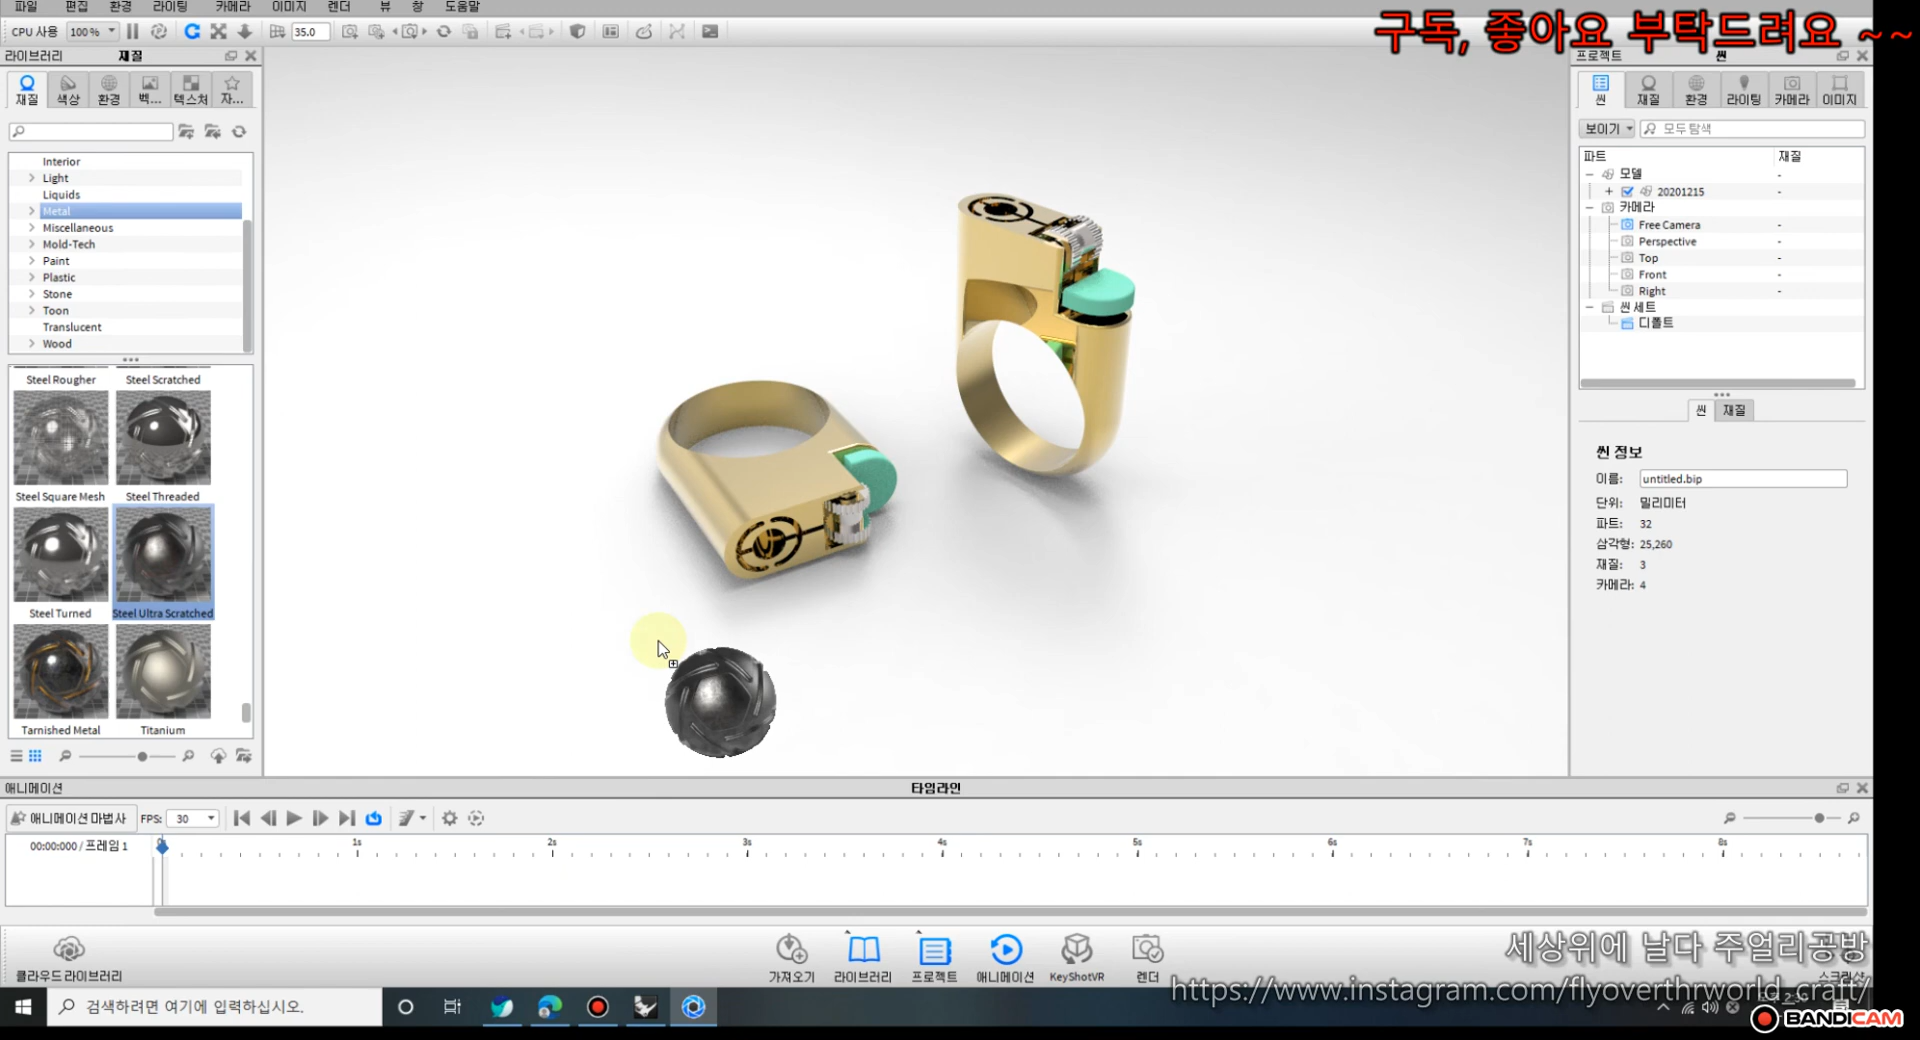 파일 편집 환경 라이팅 카메라 이미지 렌더 뷰 창 도움말
구독, 좋아요 부탁드려요 ~~
CPU 사용 100% 35.0
라이브러리 재질
재질 색상 환경 벡... 텍스처 자...
Interior
Light
Liquids
Metal
Miscellaneous
Mold-Tech
Paint
Plastic
Stone
Toon
Translucent
Wood
Steel Rougher Steel Scratched
Steel Square Mesh Steel Threaded
Steel Turned Steel Ultra Scratched
Tarnished Metal Titanium
프로젝트 씬
씬 재질 환경 라이팅 카메라 이미지
보이기 모두 탐색
파트 재질
모델 -
20201215 -
카메라
Free Camera -
Perspective -
Top -
Front -
Right -
씬 세트
디폴트
씬 재질
씬 정보
이름: untitled.bip
단위: 밀리미터
파트: 32
삼각형: 25,260
재질: 3
카메라: 4
애니메이션 타임라인
애니메이션 마법사 FPS: 30
00:00:000 / 프레임 1
1s 2s 3s 4s 5s 6s 7s 8s
클라우드 라이브러리 가져오기 라이브러리 프로젝트 애니메이션 KeyShotVR 렌더
세상위에 날다 주얼리공방
https://www.instagram.com/flyoverthrworld_craft/
검색하려면 여기에 입력하십시오.
BANDICAM